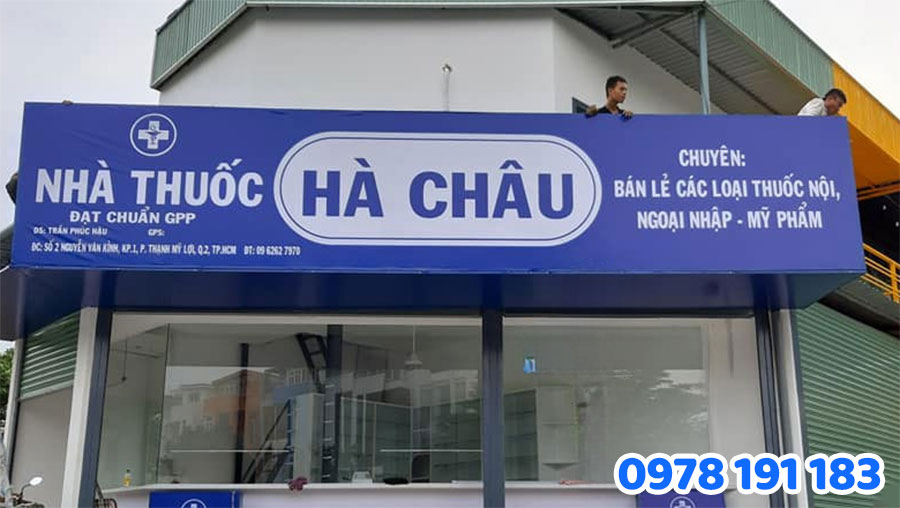 NHÀ THUỐC
ĐẠT CHUẨN GPP
DS: TRẦN PHÚC HẬU GPS:
ĐC: SỐ 2 NGUYỄN VĂN KỈNH, KP.1, P. THẠNH MỸ LỢI, Q.2, TP.HCM ĐT: 09 6262 7970
HÀ CHÂU
CHUYÊN:
BÁN LẺ CÁC LOẠI THUỐC NỘI,
NGOẠI NHẬP - MỸ PHẨM
0978 191 183